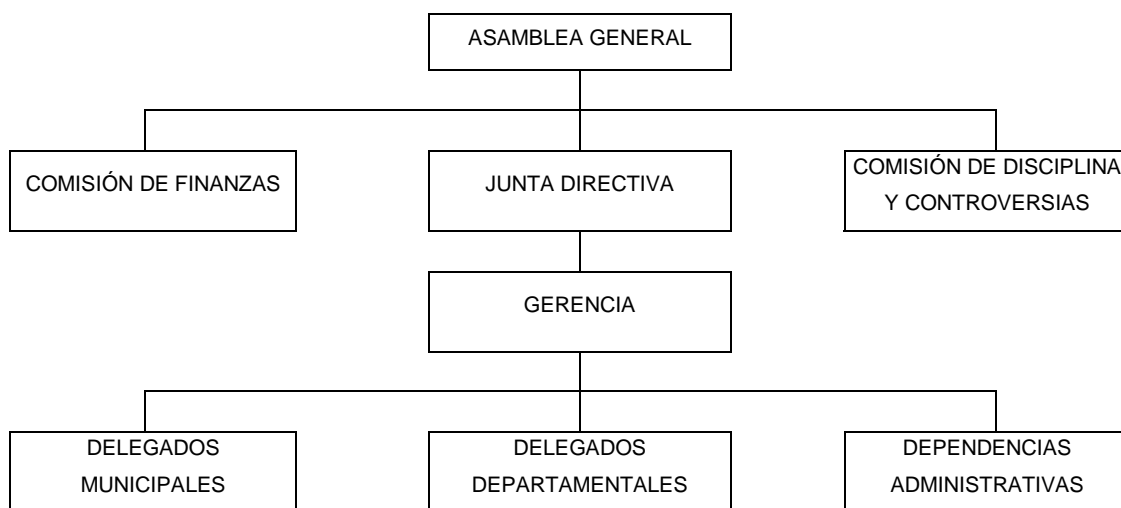 ASAMBLEA GENERAL
COMISIÓN DE FINANZAS
JUNTA DIRECTIVA
COMISIÓN DE DISCIPLINA
Y CONTROVERSIAS
GERENCIA
DELEGADOS
MUNICIPALES
DELEGADOS
DEPARTAMENTALES
DEPENDENCIAS
ADMINISTRATIVAS